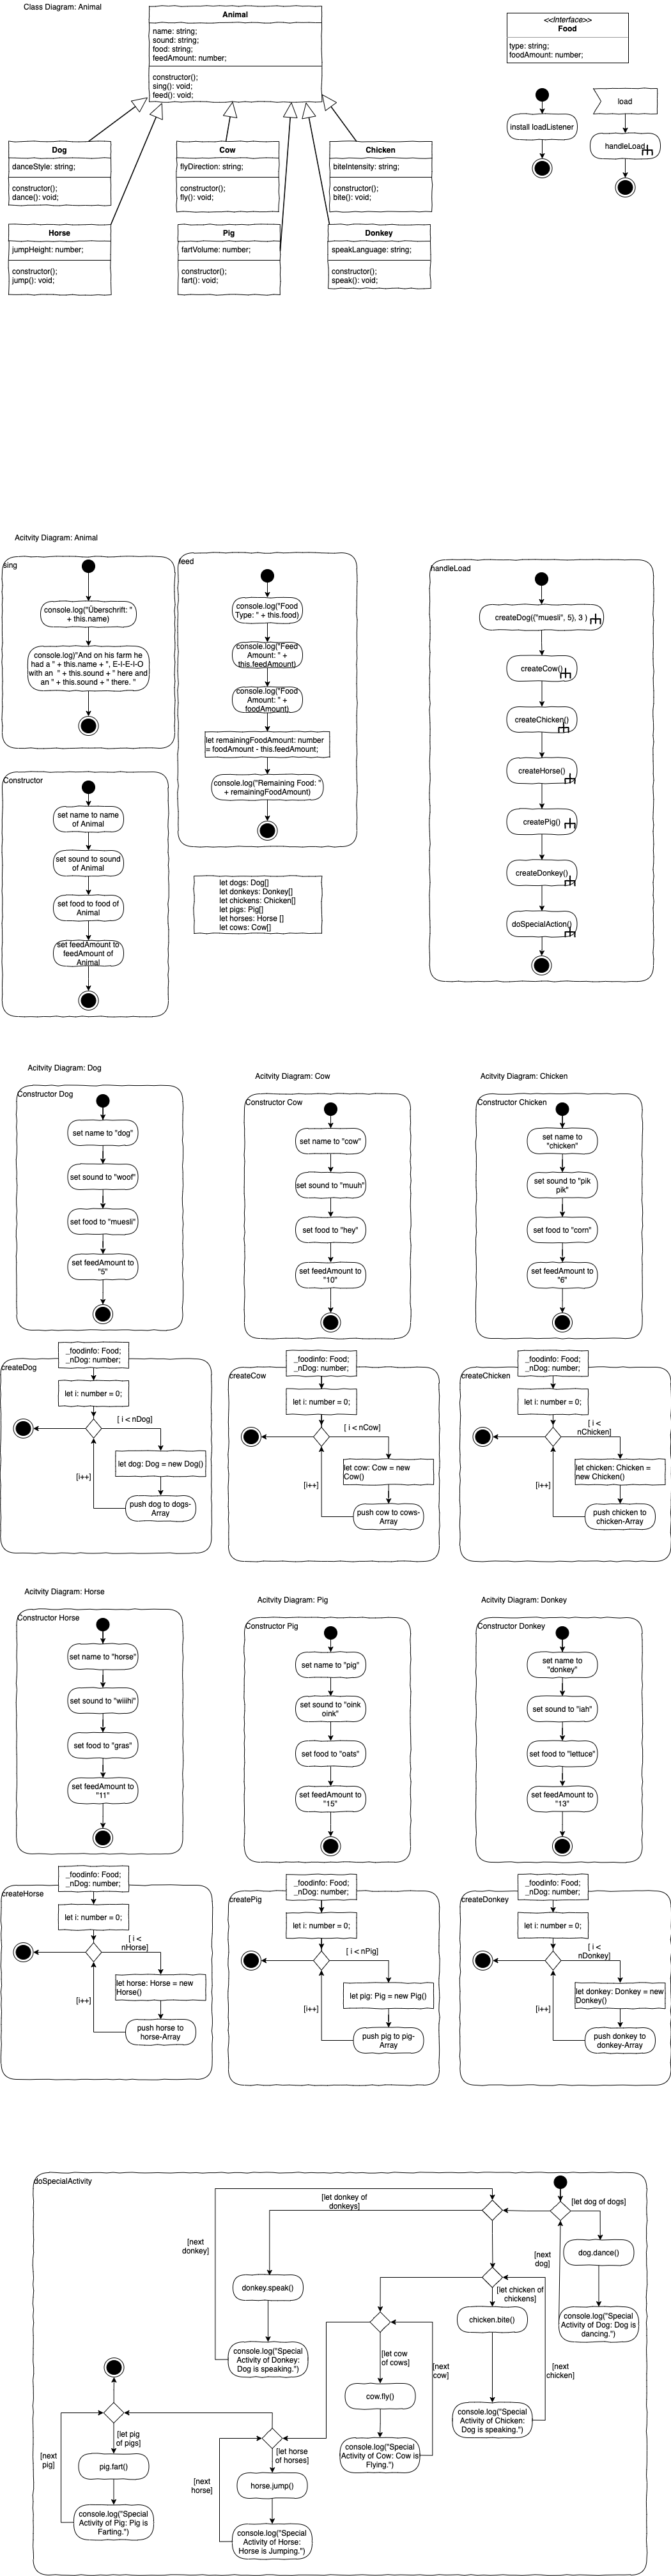 Class Diagram: Animal
Animal
name: string;
sound: string;
food: string;
feedAmount: number;
constructor();
sing(): void;
feed(): void;
<<Interface>>
Food
type: string;
foodAmount: number;
install loadListener
load
handleLoad
Dog
danceStyle: string;
constructor();
dance(): void;
Cow
flyDirection: string;
constructor();
fly(): void;
Chicken
biteIntensity: string;
constructor();
bite(): void;
Horse
jumpHeight: number;
constructor();
jump(): void;
Pig
fartVolume: number;
constructor();
fart(): void;
Donkey
speakLanguage: string;
constructor();
speak(): void;
Acitvity Diagram: Animal
sing
console.log("Überschrift: "
+ this.name)
console.log)"And on his farm he
had a " + this.name + ", E-I-E-I-O
with an  " + this.sound + " here and
an " + this.sound + " there. "
feed
console.log("Food
Type: " + this.food)
console.log("Feed
Amount: " +
this.feedAmount)
console.log("Food
Amount: " +
foodAmount)
let remainingFoodAmount: number
= foodAmount - this.feedAmount;
console.log("Remaining Food: "
+ remainingFoodAmount)
handleLoad
createDog(("muesli", 5), 3 )
createCow()
createChicken()
createHorse()
createPig()
createDonkey()
doSpecialAction()
Constructor
set name to name
of Animal
set sound to sound
of Animal
set food to food of
Animal
set feedAmount to
feedAmount of
Animal
let dogs: Dog[]
let donkeys: Donkey[]
let chickens: Chicken[]
let pigs: Pig[]
let horses: Horse []
let cows: Cow[]
Acitvity Diagram: Dog
Constructor Dog
set name to "dog"
set sound to "woof"
set food to "muesli"
set feedAmount to
"5"
Acitvity Diagram: Cow
Constructor Cow
set name to "cow"
set sound to "muuh"
set food to "hey"
set feedAmount to
"10"
Acitvity Diagram: Chicken
Constructor Chicken
set name to
"chicken"
set sound to "pik
pik"
set food to "corn"
set feedAmount to
"6"
createDog
_foodinfo: Food;
_nDog: number;
let i: number = 0;
[ i < nDog]
let dog: Dog = new Dog()
[i++]
push dog to dogs-
Array
createCow
_foodinfo: Food;
_nDog: number;
let i: number = 0;
[ i < nCow]
let cow: Cow = new
Cow()
[i++]
push cow to cows-
Array
createChicken
_foodinfo: Food;
_nDog: number;
let i: number = 0;
[ i <
nChicken]
let chicken: Chicken =
new Chicken()
[i++]
push chicken to
chicken-Array
Acitvity Diagram: Horse
Constructor Horse
set name to "horse"
set sound to "wiiihi"
set food to "gras"
set feedAmount to
"11"
Acitvity Diagram: Pig
Constructor Pig
set name to "pig"
set sound to "oink
oink"
set food to "oats"
set feedAmount to
"15"
Acitvity Diagram: Donkey
Constructor Donkey
set name to
"donkey"
set sound to "iah"
set food to "lettuce"
set feedAmount to
"13"
createHorse
_foodinfo: Food;
_nDog: number;
let i: number = 0;
[ i <
nHorse]
let horse: Horse = new
Horse()
[i++]
push horse to
horse-Array
createPig
_foodinfo: Food;
_nDog: number;
let i: number = 0;
[ i < nPig]
let pig: Pig = new Pig()
[i++]
push pig to pig-
Array
createDonkey
_foodinfo: Food;
_nDog: number;
let i: number = 0;
[ i <
nDonkey]
let donkey: Donkey = new
Donkey()
[i++]
push donkey to
donkey-Array
doSpecialActivity
[let dog of dogs]
dog.dance()
console.log("Special
Activity of Dog: Dog is
dancing.")
[next
dog]
[let donkey of
donkeys]
[next
donkey]
donkey.speak()
console.log("Special
Activity of Donkey:
Dog is speaking.")
[let chicken of
chickens]
chicken.bite()
console.log("Special
Activity of Chicken:
Dog is speaking.")
[next
chicken]
[let cow
of cows]
[next
cow]
cow.fly()
console.log("Special
Activity of Cow: Cow is
Flying.")
[let horse
of horses]
[next
horse]
horse.jump()
console.log("Special
Activity of Horse:
Horse is Jumping.")
[let pig
of pigs]
[next
pig]
pig.fart()
console.log("Special
Activity of Pig: Pig is
Farting.")